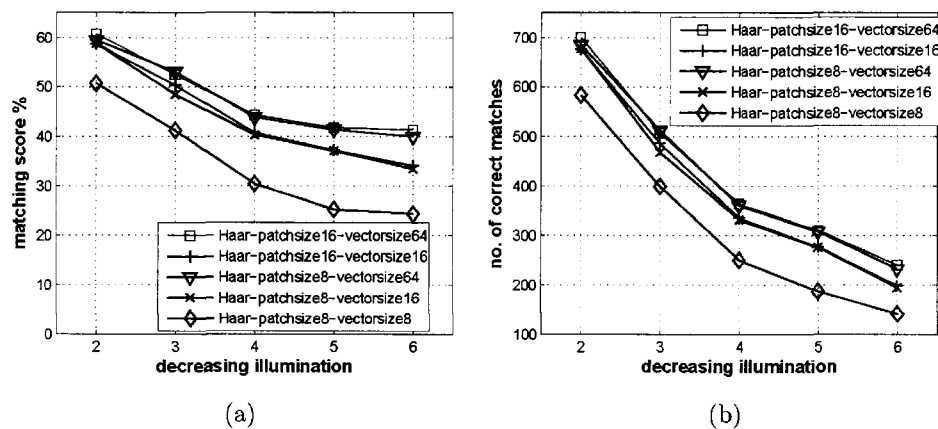 60
50
40
30
20
10
0
matching score %
Haar-patchsize16-vectorsize64
Haar-patchsize16-vectorsize16
Haar-patchsize8-vectorsize64
Haar-patchsize8-vectorsize16
Haar-patchsize8-vectorsize8
2 3 4 5 6
decreasing illumination
(a)
700
600
500
400
300
200
100
no. of correct matches
Haar-patchsize16-vectorsize64
Haar-patchsize16-vectorsize16
Haar-patchsize8-vectorsize64
Haar-patchsize8-vectorsize16
Haar-patchsize8-vectorsize8
2 3 4 5 6
decreasing illumination
(b)